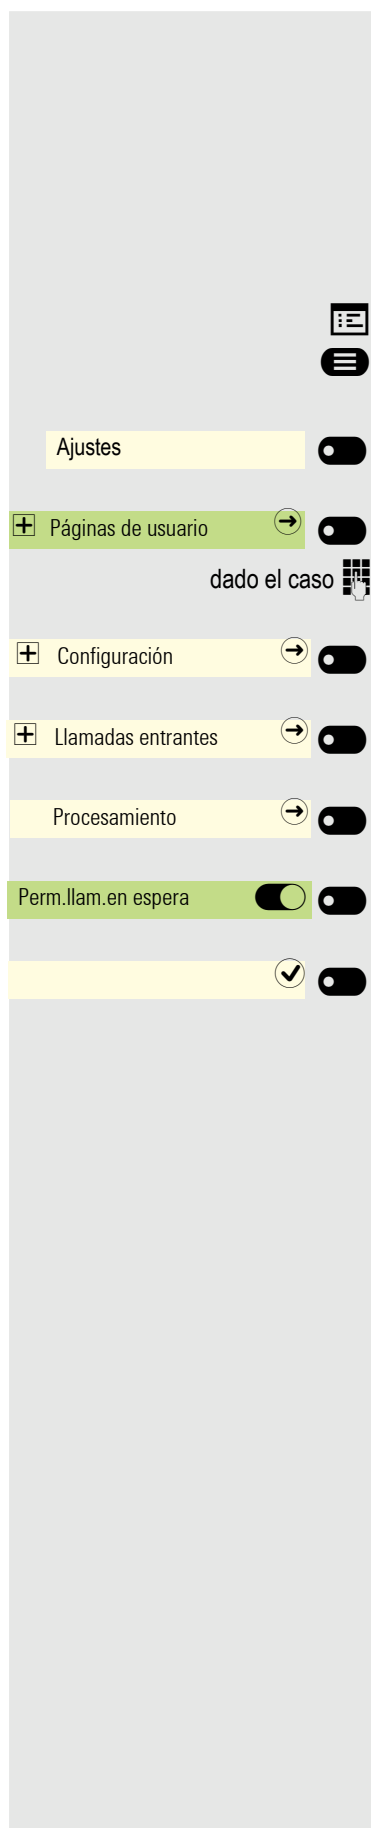 Ajustes
Páginas de usuario
dado el caso
Configuración
Llamadas entrantes
Procesamiento
Perm.llam.en espera